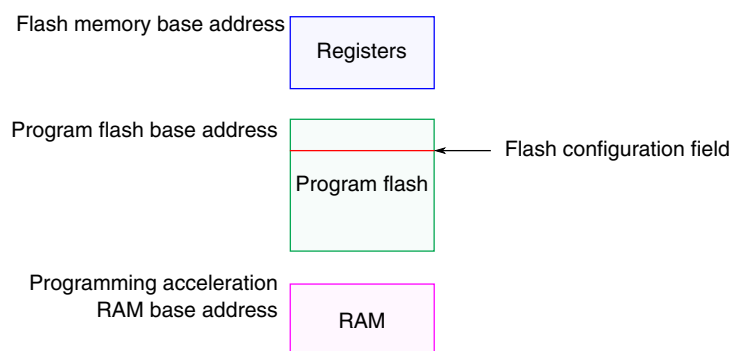 Flash memory base address
Registers
Program flash base address
Flash configuration field
Program flash
Programming acceleration
RAM base address
RAM